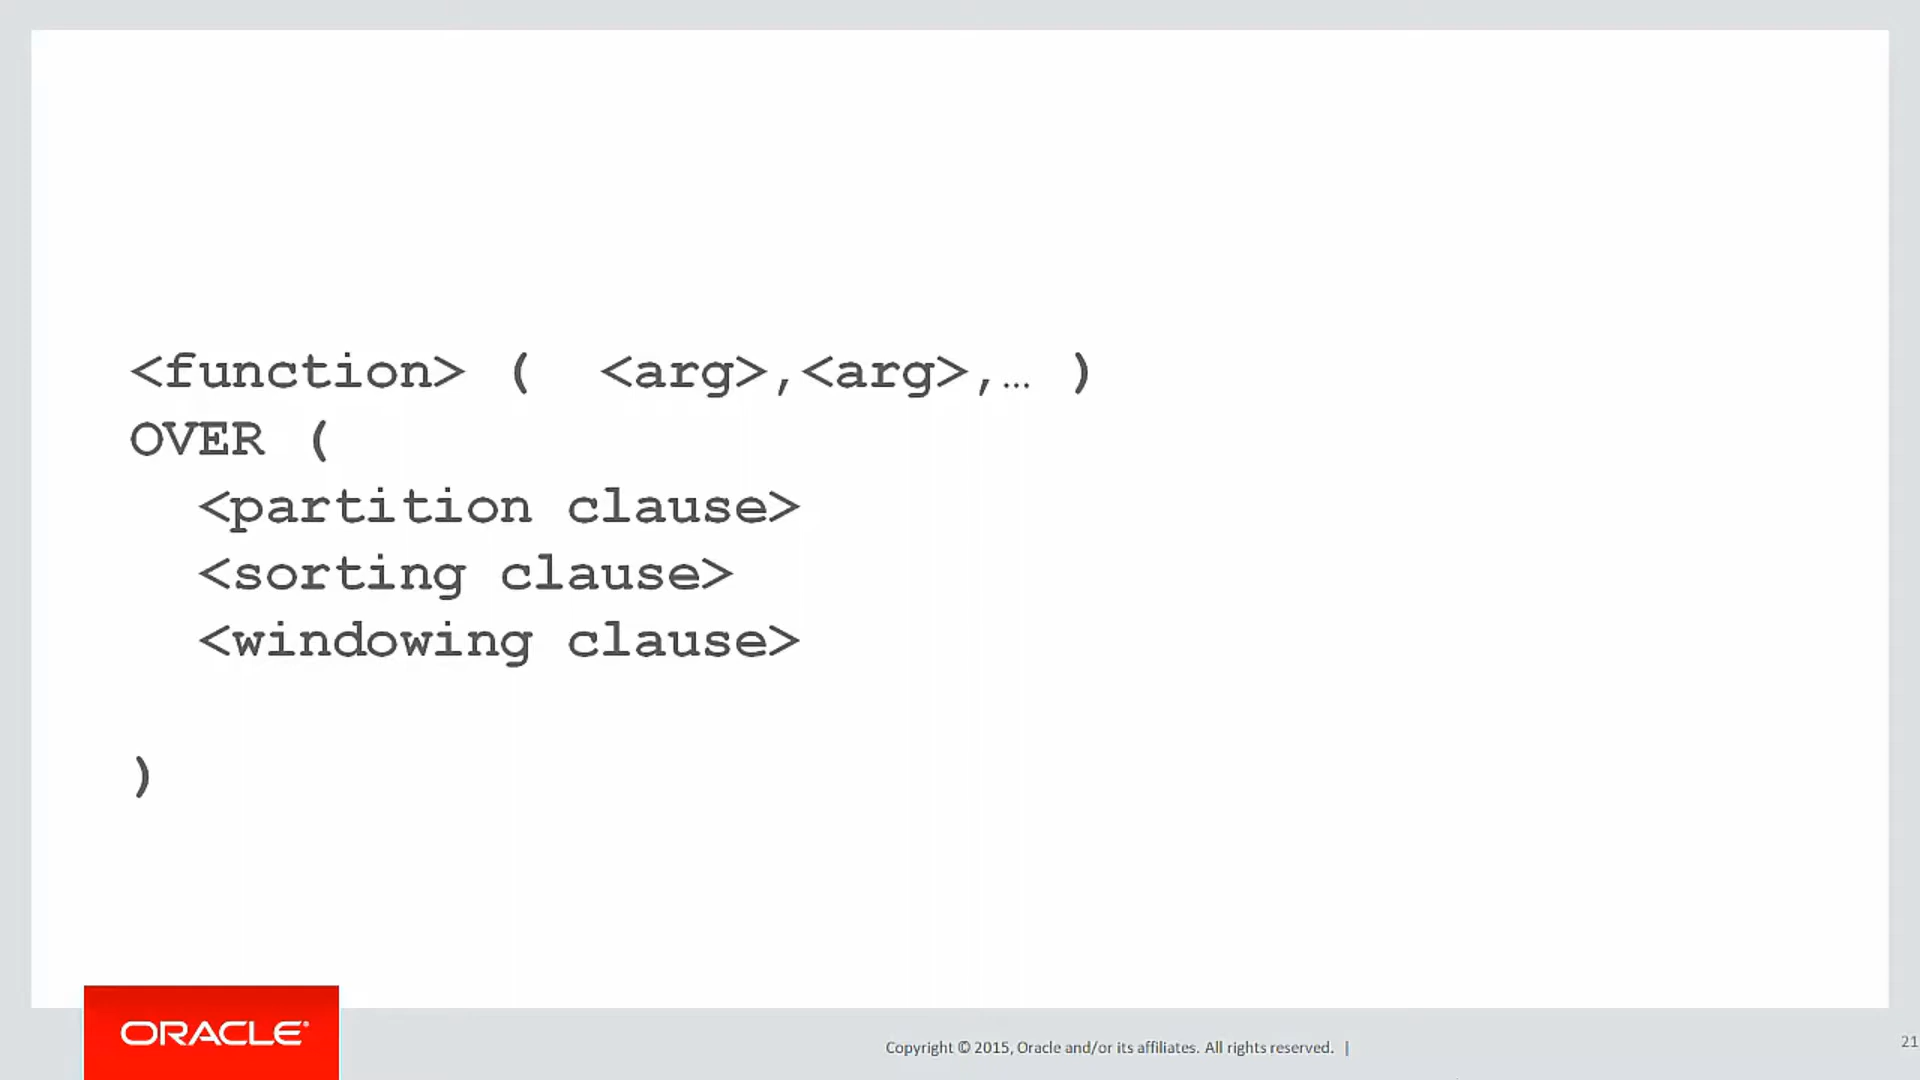 <function> (  <arg>,<arg>,… )
OVER (
  <partition clause>
  <sorting clause>
  <windowing clause>
)
ORACLE®
Copyright © 2015, Oracle and/or its affiliates. All rights reserved. |
21